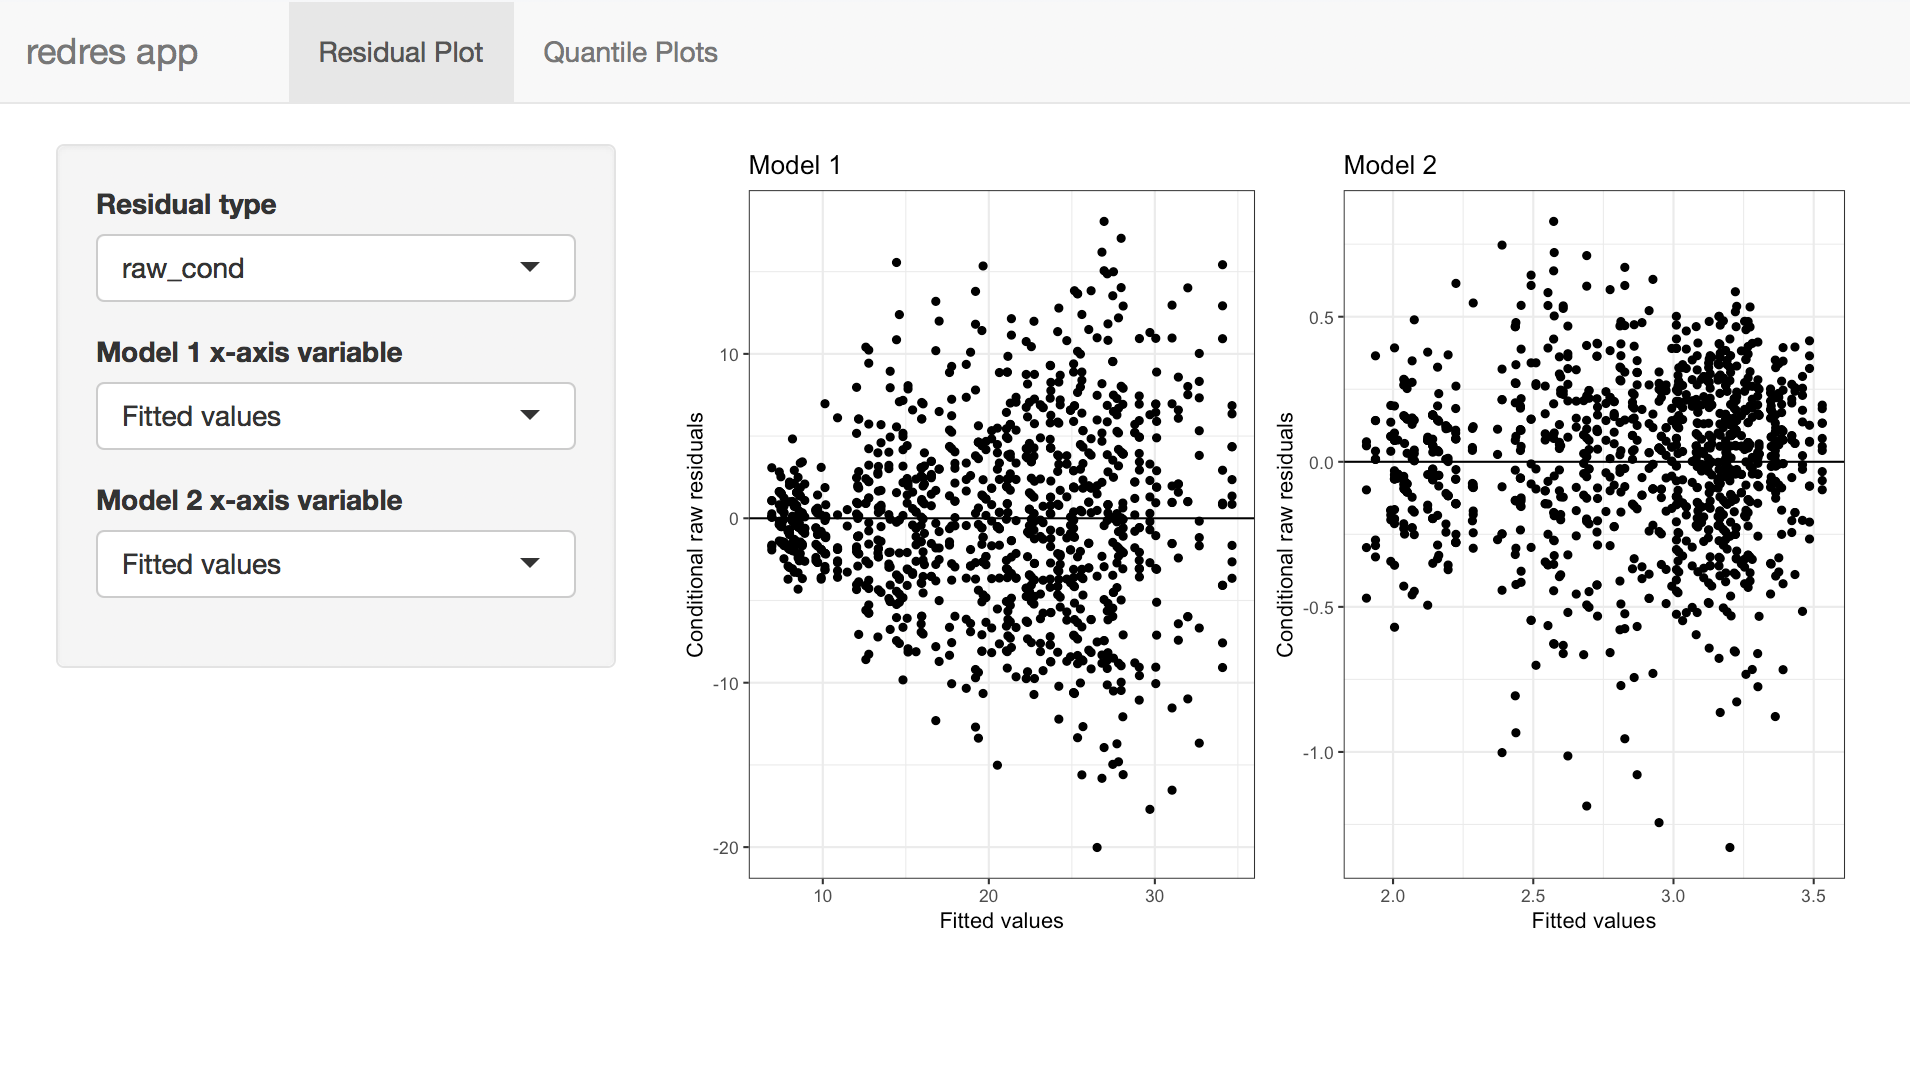 redres app
Residual Plot
Quantile Plots
Residual type
raw_cond
Model 1 x-axis variable
Fitted values
Model 2 x-axis variable
Fitted values
Model 1
Conditional raw residuals
10
0
-10
-20
10 20 30
Fitted values
Model 2
Conditional raw residuals
0.5
0.0
-0.5
-1.0
2.0 2.5 3.0 3.5
Fitted values